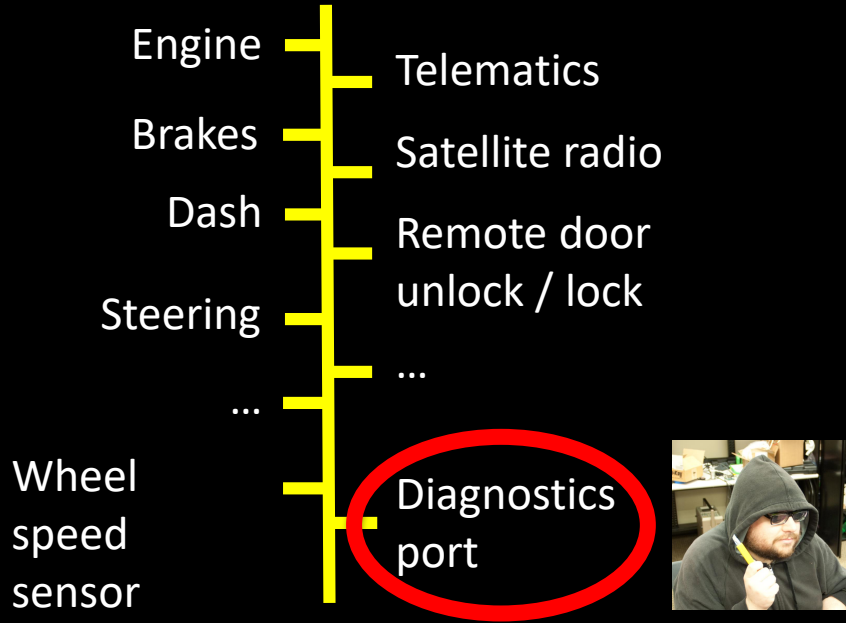 Engine
Telematics
Brakes
Satellite radio
Dash
Remote door
unlock / lock
Steering
...
...
Wheel
speed
sensor
Diagnostics
port